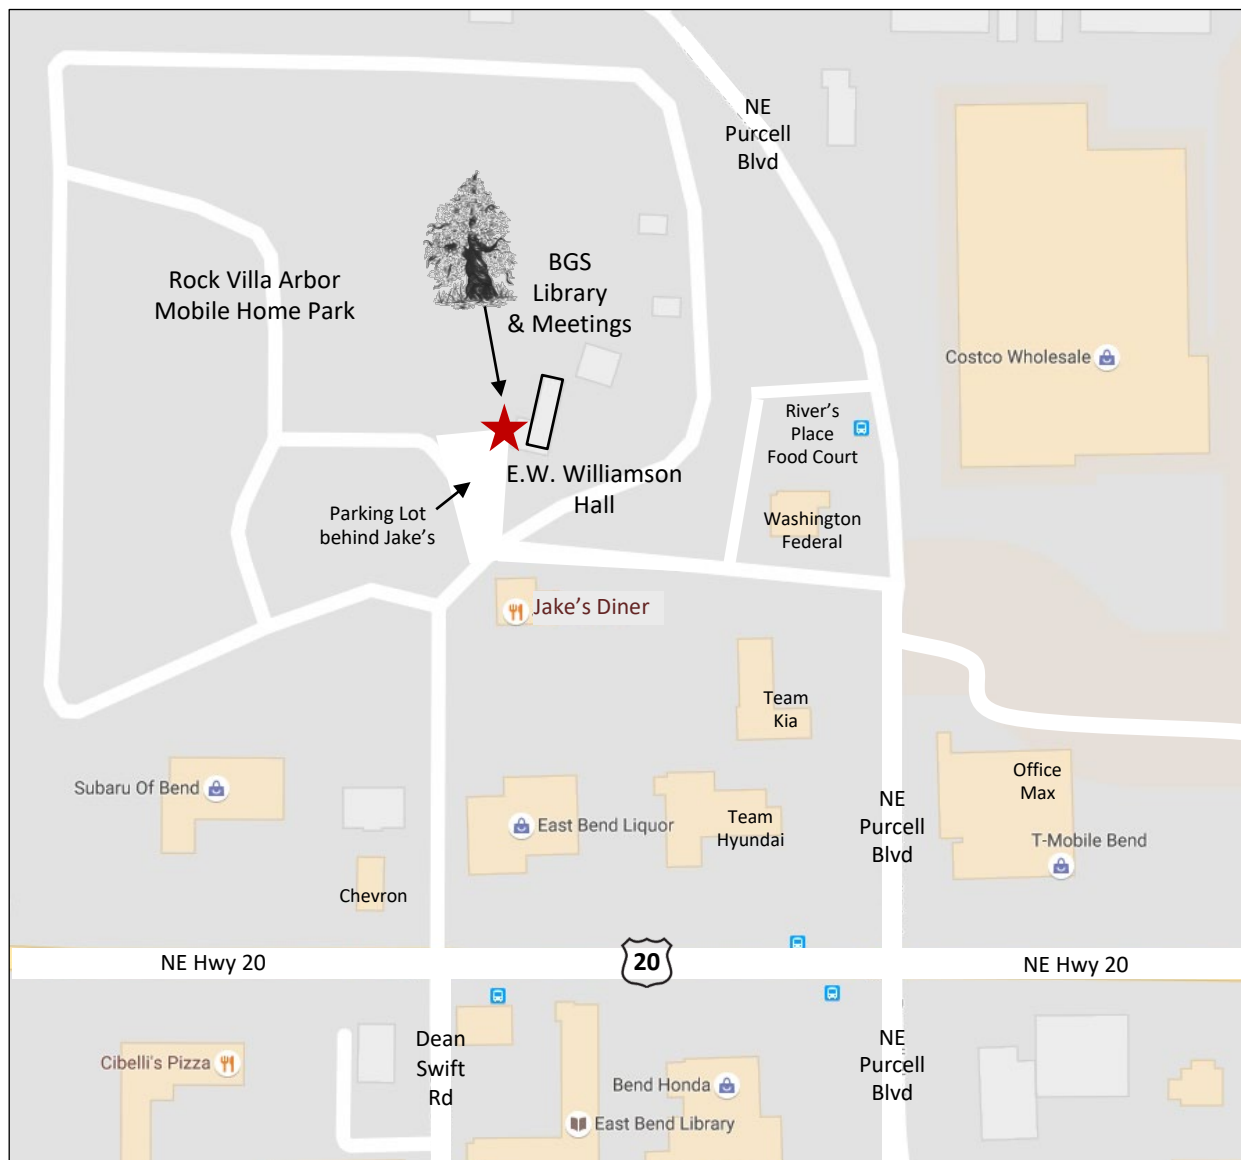 NE
Purcell
Blvd
BGS
Library
& Meetings
Rock Villa Arbor
Mobile Home Park
Costco Wholesale
River’s
Place
Food Court
E.W. Williamson
Hall
Parking Lot
behind Jake’s
Washington
Federal
Jake’s Diner
Team
Kia
Subaru Of Bend
East Bend Liquor
Team
Hyundai
NE
Purcell
Blvd
Office
Max
T-Mobile Bend
Chevron
NE Hwy 20
20
NE Hwy 20
Dean
Swift
Rd
NE
Purcell
Blvd
Cibelli's Pizza
Bend Honda
East Bend Library